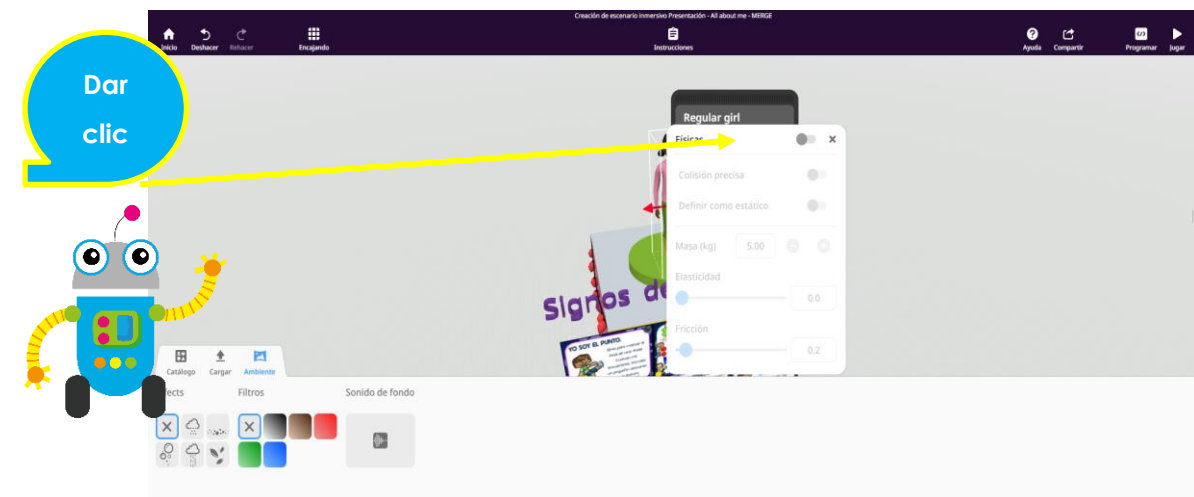 Creación de escenario inmersivo Presentación - All about me - MERGE
Inicio Deshacer Rehacer Encajando Instrucciones Ayuda Compartir Programar Jugar
Dar
clic
Regular girl
Físicas
Colisión precisa
Definir como estático
Masa (kg) 5.00
Elasticidad
0.0
Fricción
0.2
Signos de
YO SOY EL PUNTO
Catálogo Cargar Ambiente
fects Filtros Sonido de fondo